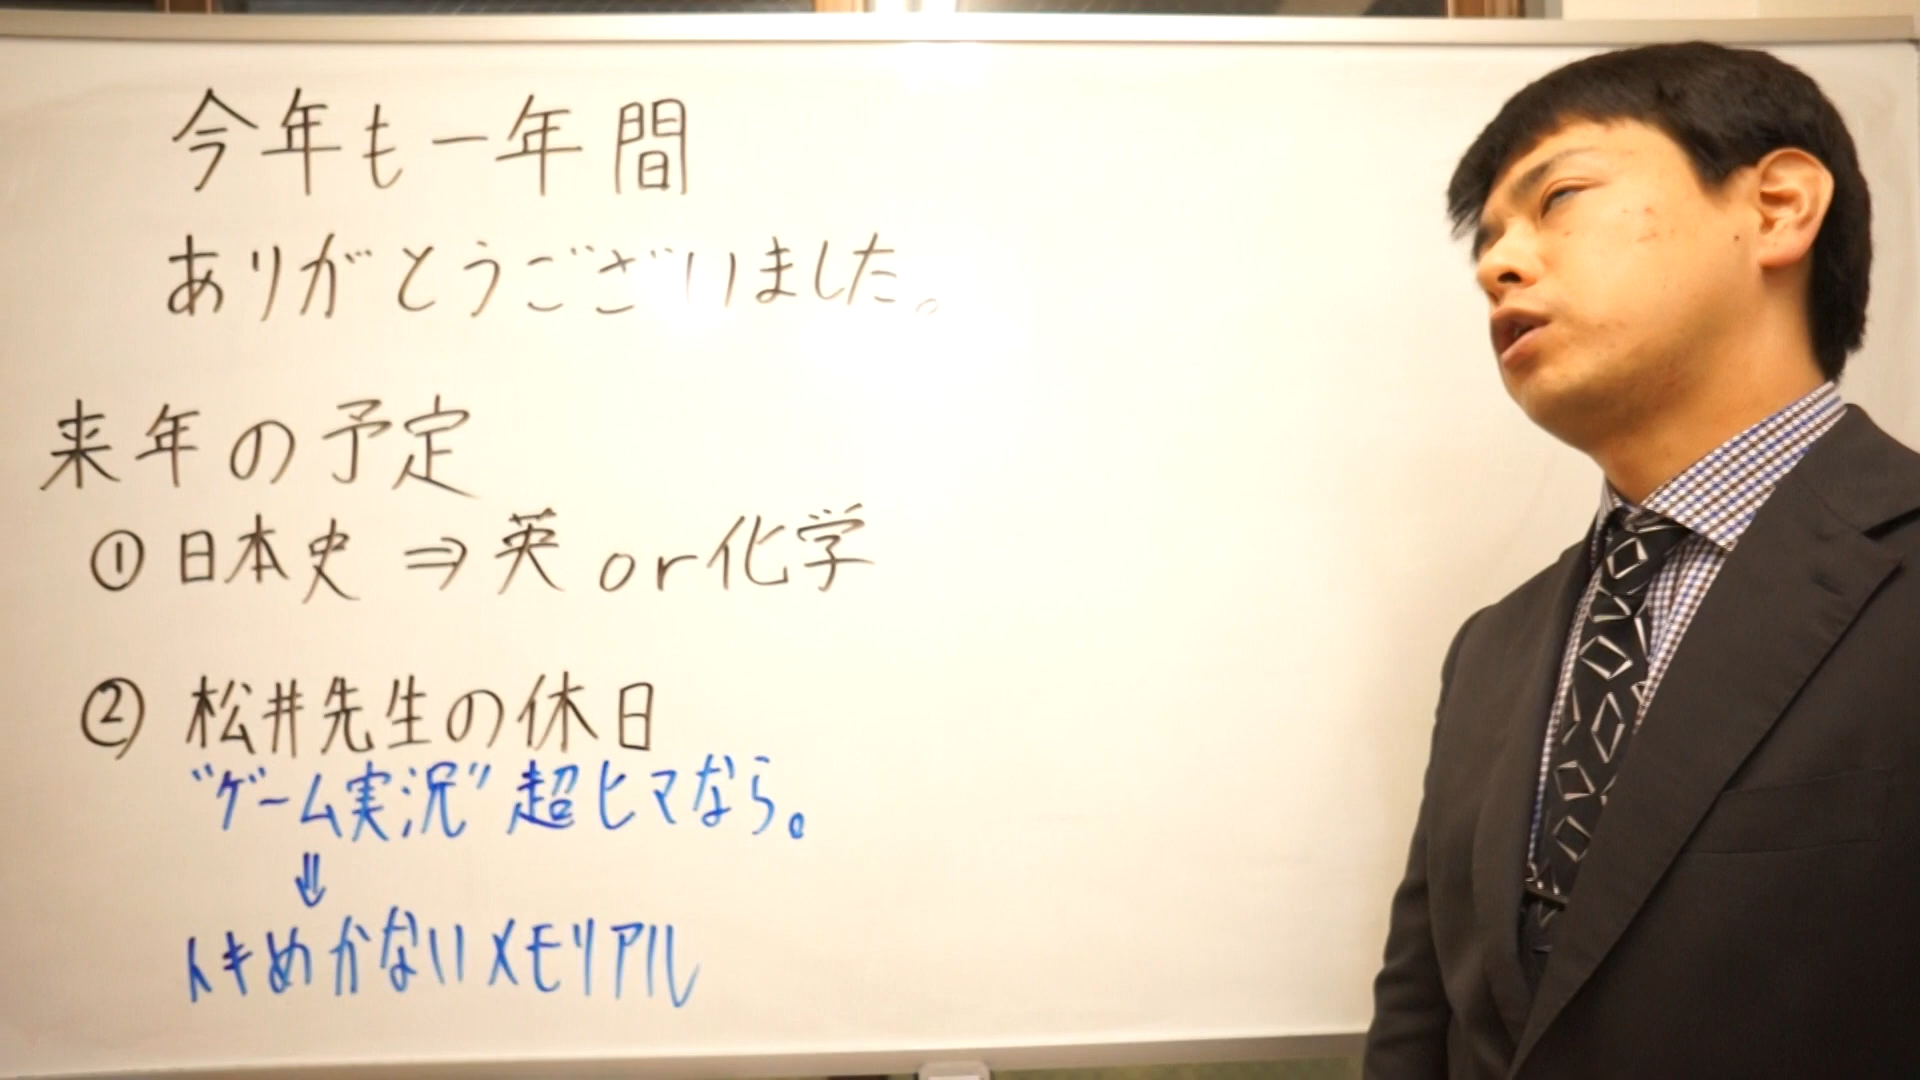 今年も一年間
ありがとうございました。
来年の予定
① 日本史 ⇒ 英 or 化学
② 松井先生の休日
"ゲーム実況" 超ヒマなら。
⇓
トキめかないメモリアル